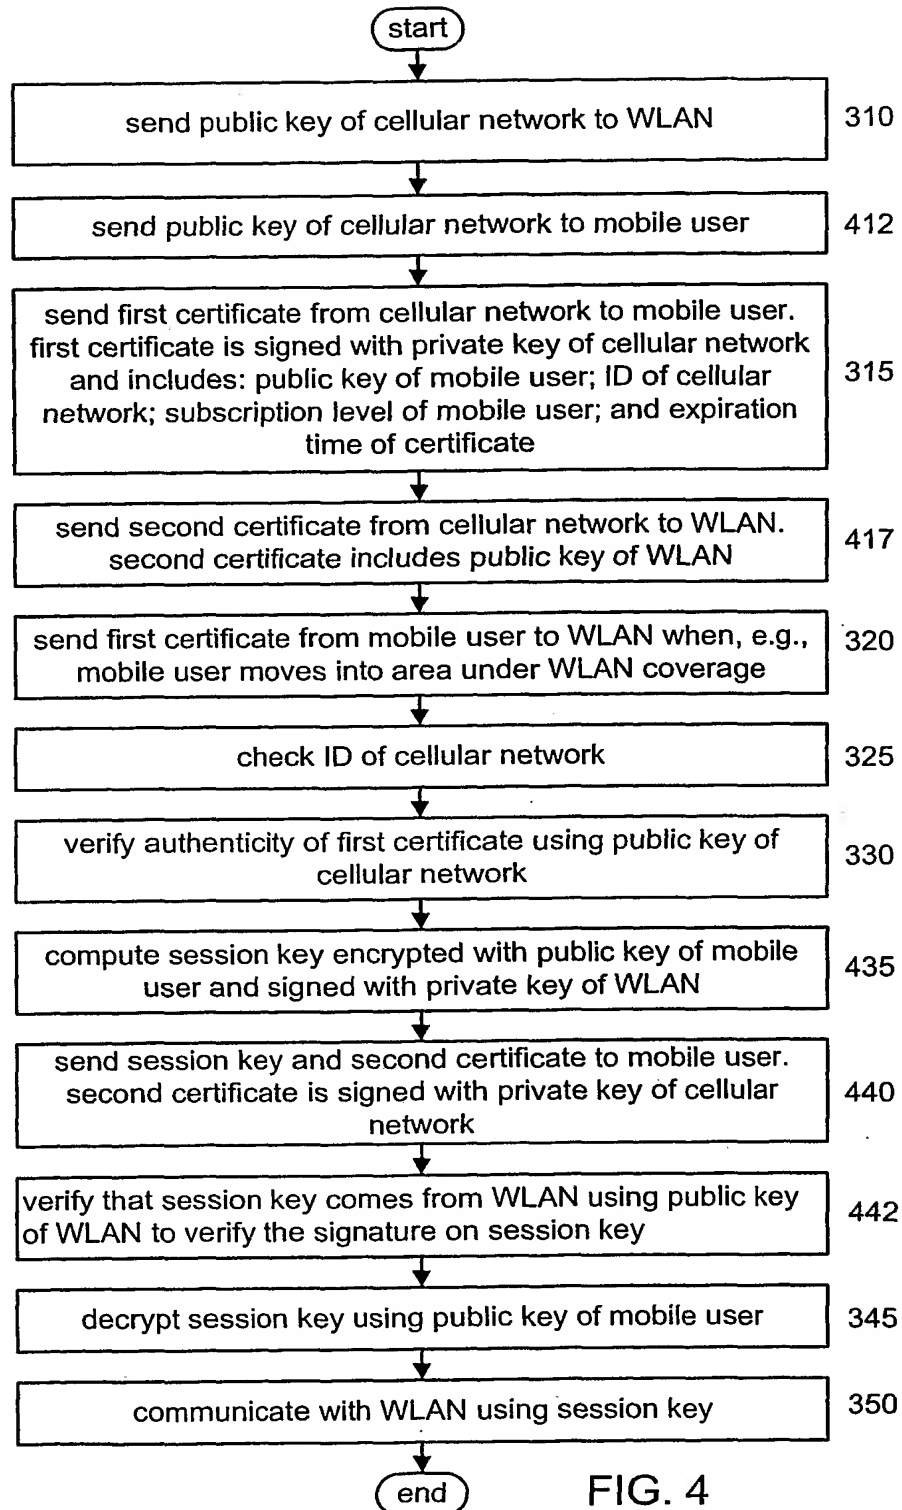 start
send public key of cellular network to WLAN
310
send public key of cellular network to mobile user
412
send first certificate from cellular network to mobile user.
first certificate is signed with private key of cellular network
and includes: public key of mobile user; ID of cellular
network; subscription level of mobile user; and expiration
time of certificate
315
send second certificate from cellular network to WLAN.
second certificate includes public key of WLAN
417
send first certificate from mobile user to WLAN when, e.g.,
mobile user moves into area under WLAN coverage
320
check ID of cellular network
325
verify authenticity of first certificate using public key of
cellular network
330
compute session key encrypted with public key of mobile
user and signed with private key of WLAN
435
send session key and second certificate to mobile user.
second certificate is signed with private key of cellular
network
440
verify that session key comes from WLAN using public key
of WLAN to verify the signature on session key
442
decrypt session key using public key of mobile user
345
communicate with WLAN using session key
350
end
FIG. 4